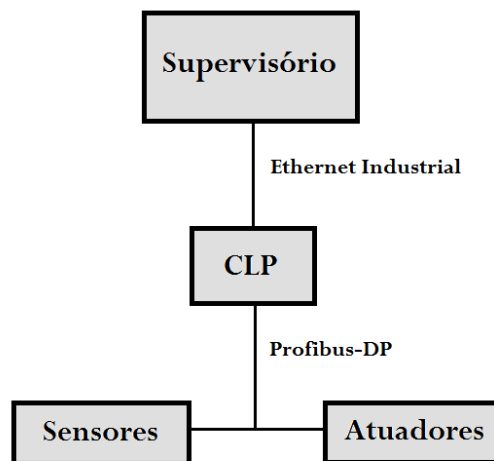 Supervisório
Ethernet Industrial
CLP
Profibus-DP
Sensores
Atuadores